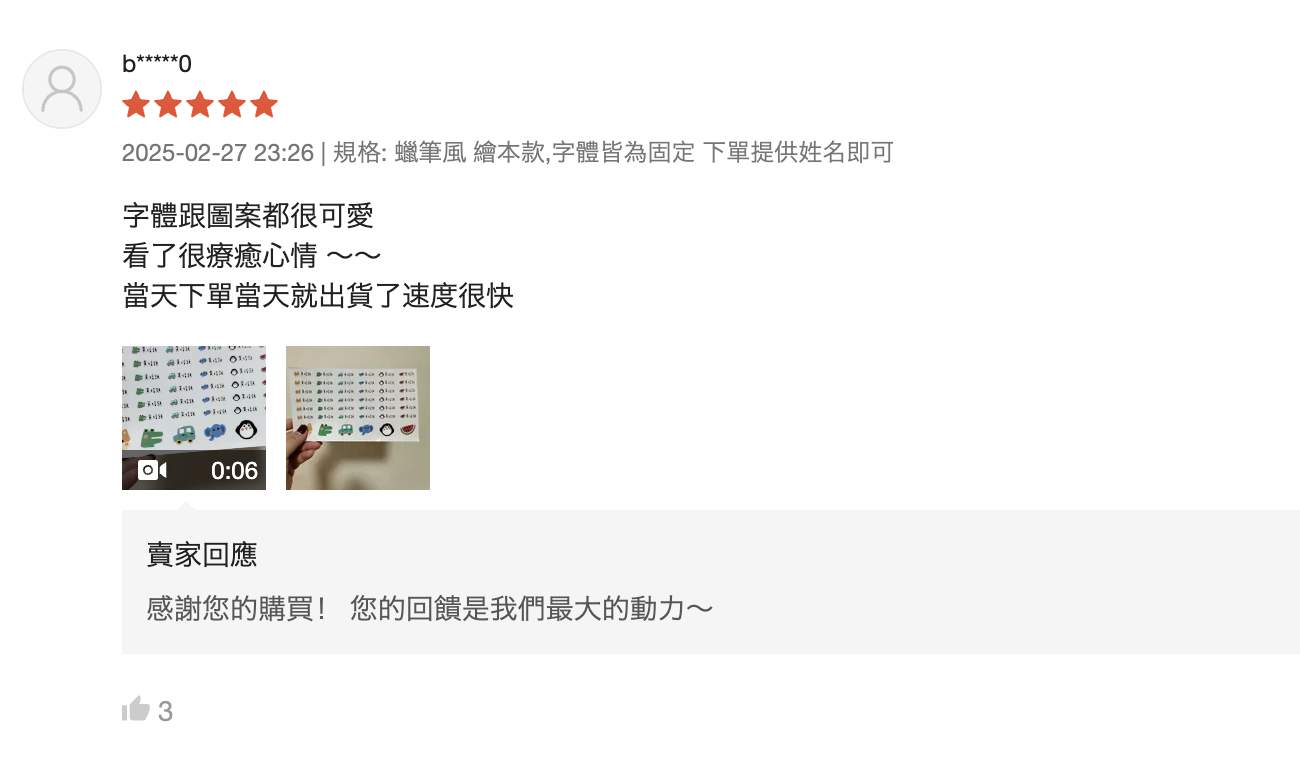 b*****0
2025-02-27 23:26 | 規格: 蠟筆風 繪本款,字體皆為固定 下單提供姓名即可
字體跟圖案都很可愛
看了很療癒心情 ～～
當天下單當天就出貨了速度很快
0:06
賣家回應
感謝您的購買！ 您的回饋是我們最大的動力～
3